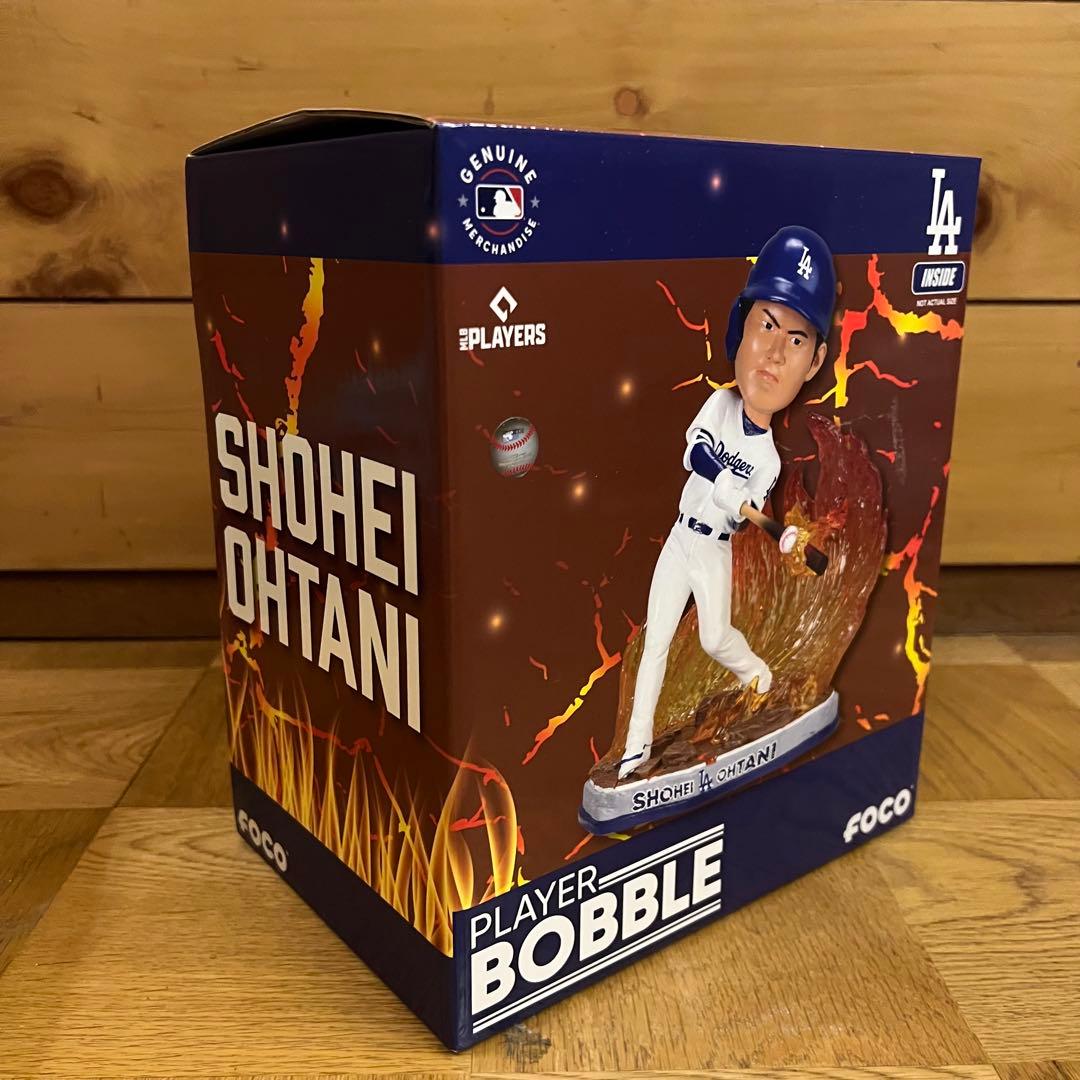 GENUINE
MERCHANDISE
LA
INSIDE
NOT ACTUAL SIZE
MLB PLAYERS
LA
Dodgers
SHOHEI
OHTANI
SHOHEI LA OHTANI
FOCO
FOCO
PLAYER
BOBBLE